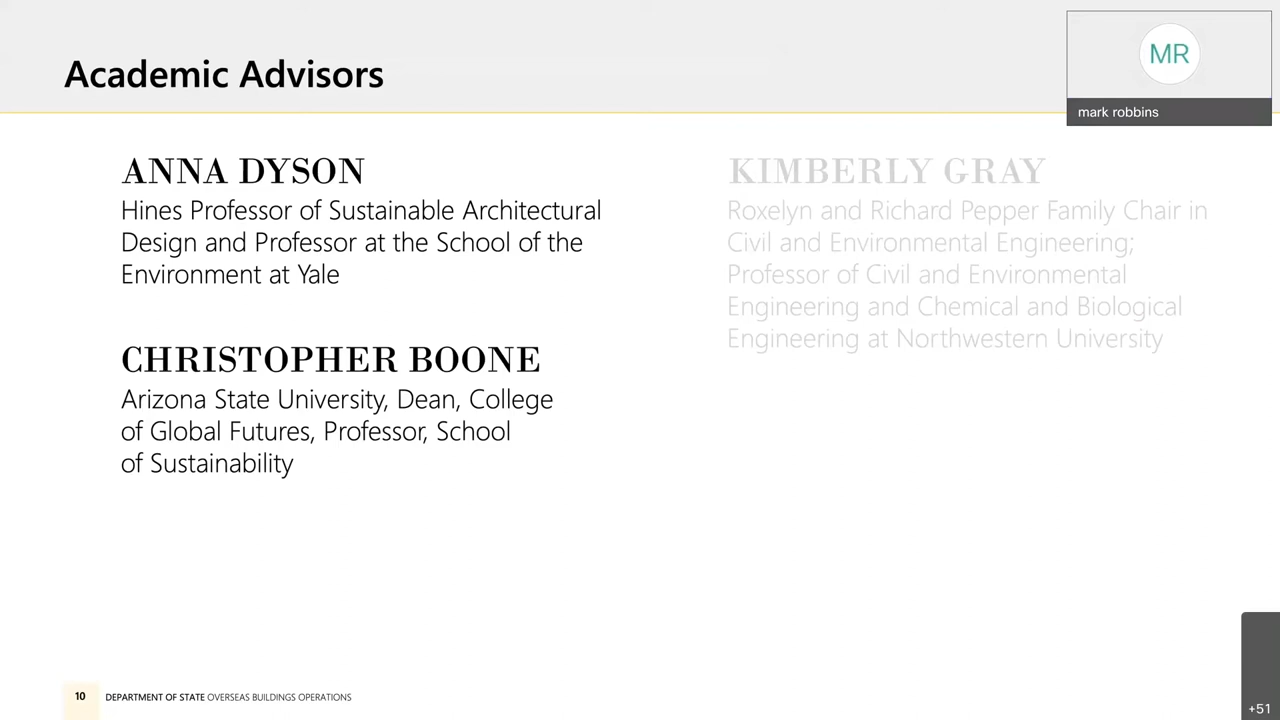 Academic Advisors
MR
mark robbins
ANNA DYSON
Hines Professor of Sustainable Architectural
Design and Professor at the School of the
Environment at Yale
CHRISTOPHER BOONE
Arizona State University, Dean, College
of Global Futures, Professor, School
of Sustainability
KIMBERLY GRAY
Roxelyn and Richard Pepper Family Chair in
Civil and Environmental Engineering;
Professor of Civil and Environmental
Engineering and Chemical and Biological
Engineering at Northwestern University
10 DEPARTMENT OF STATE OVERSEAS BUILDINGS OPERATIONS
+51